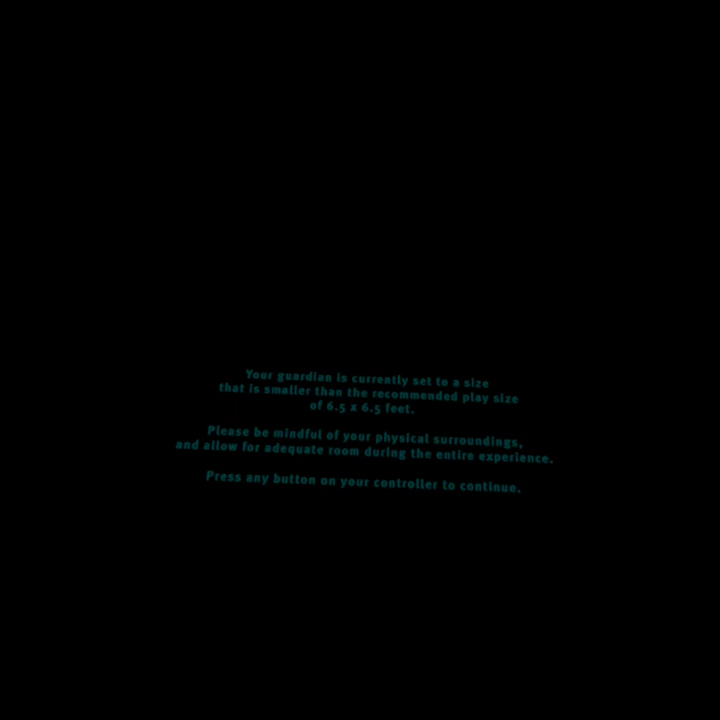 Your guardian is currently set to a size
that is smaller than the recommended play size
of 6.5 x 6.5 feet.
Please be mindful of your physical surroundings,
and allow for adequate room during the entire experience.
Press any button on your controller to continue.